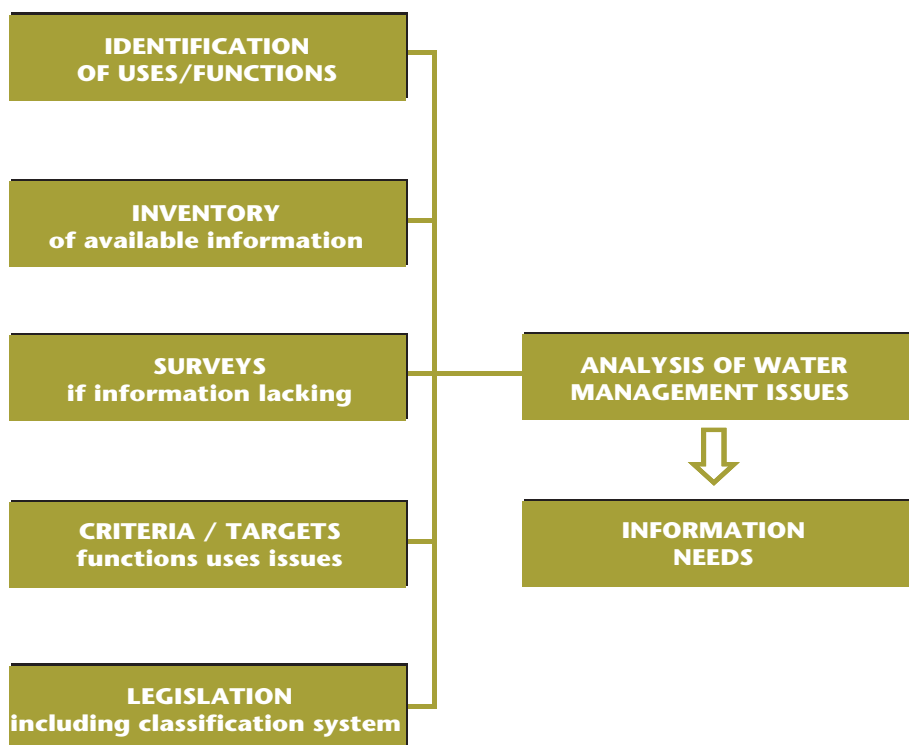 IDENTIFICATION
OF USES/FUNCTIONS
INVENTORY
of available information
SURVEYS
if information lacking
CRITERIA / TARGETS
functions uses issues
LEGISLATION
including classification system
ANALYSIS OF WATER
MANAGEMENT ISSUES
INFORMATION
NEEDS